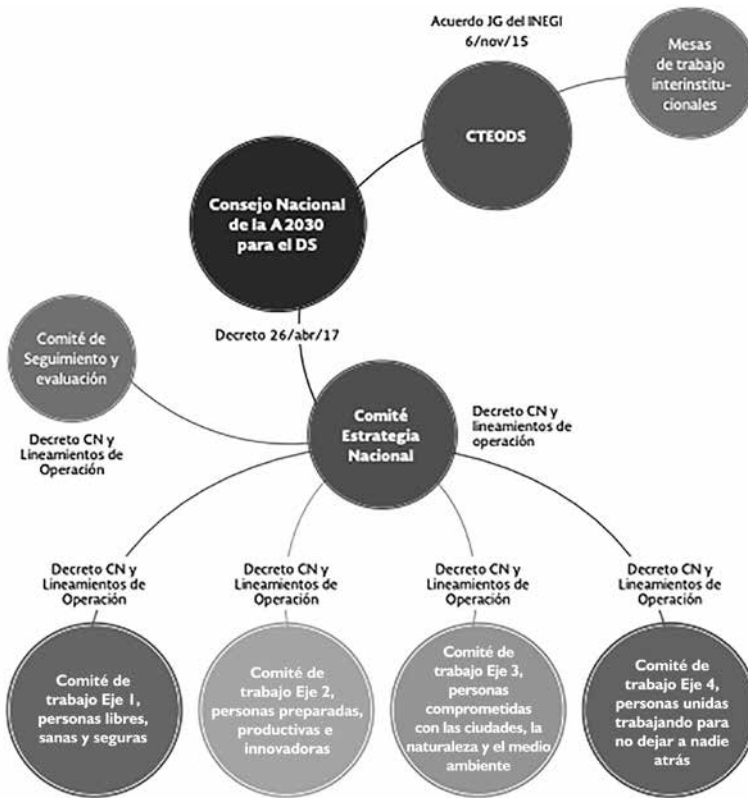 Acuerdo JG del INEGI
6/nov/15
Mesas
de trabajo
interinstitu-
cionales
CTEODS
Consejo Nacional
de la A 2030
para el DS
Decreto 26/abr/17
Comité de
Seguimiento y
evaluación
Decreto CN y
Lineamientos de
Operación
Comité
Estrategia
Nacional
Decreto CN y
lineamientos de
operación
Decreto CN y
Lineamientos de
Operación
Decreto CN y
Lineamientos de
Operación
Decreto CN y
Lineamientos de
Operación
Decreto CN y
Lineamientos de
Operación
Comité de
trabajo Eje 1,
personas libres,
sanas y seguras
Comité de
trabajo Eje 2,
personas preparadas,
productivas e
innovadoras
Comité de
trabajo Eje 3,
personas
comprometidas
con las ciudades, la
naturaleza y el medio
ambiente
Comité de
trabajo Eje 4,
personas unidas
trabajando para
no dejar a nadie
atrás